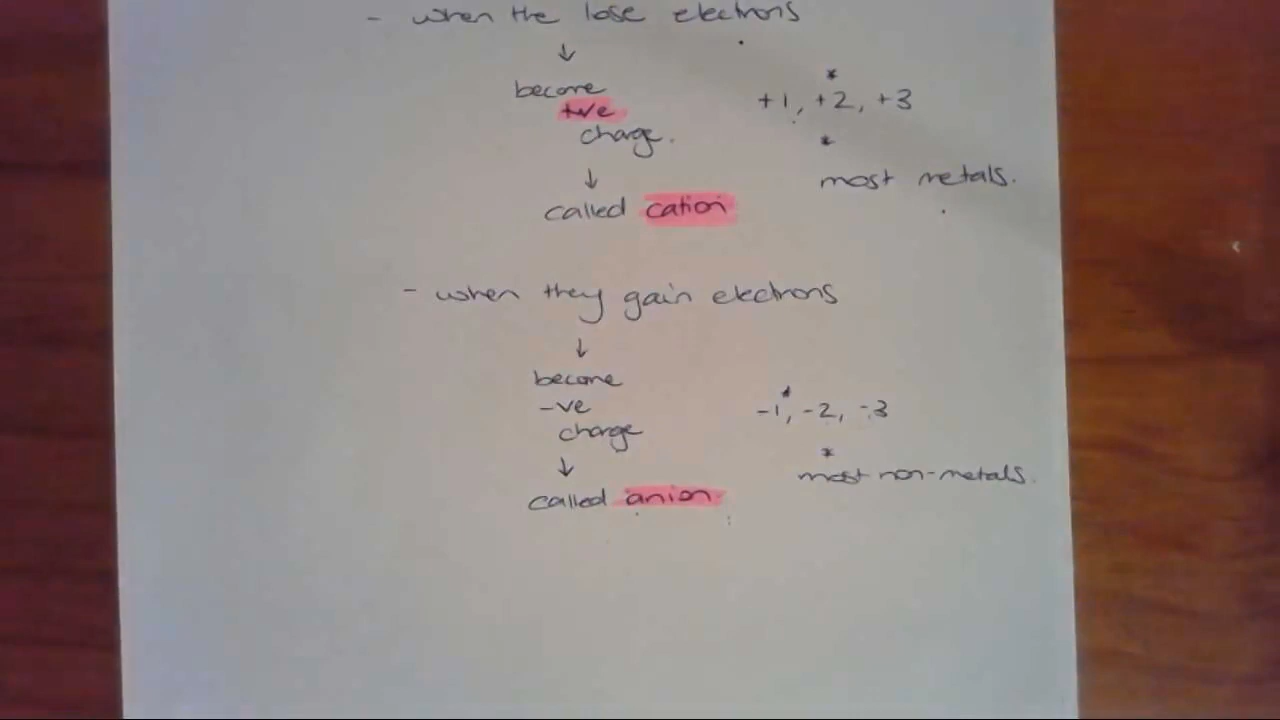 - when the lose electrons
↓
become
+ve
charge.
↓
called cation
*
+1, +2, +3
*
most metals.
- when they gain electrons
↓
become
-ve
charge
↓
called anion
*
-1, -2, -3
*
most non-metals.